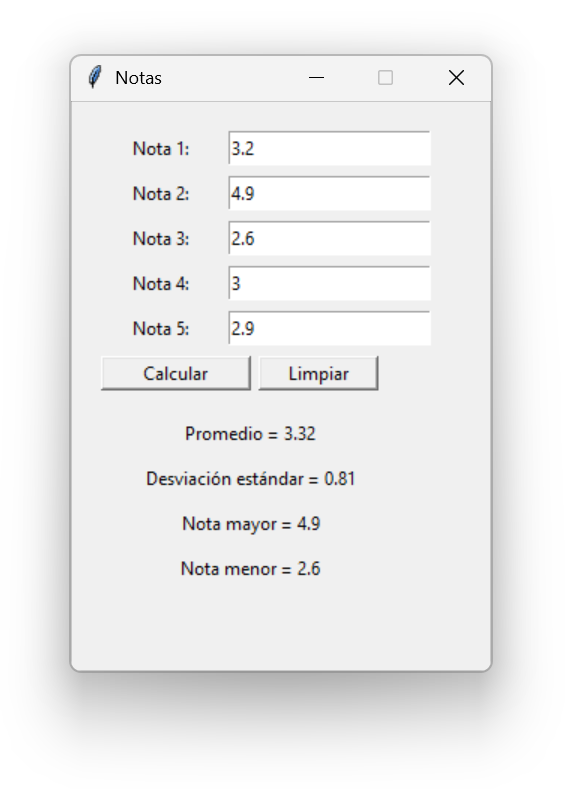 Notas
Nota 1: 3.2
Nota 2: 4.9
Nota 3: 2.6
Nota 4: 3
Nota 5: 2.9
Calcular Limpiar
Promedio = 3.32
Desviación estándar = 0.81
Nota mayor = 4.9
Nota menor = 2.6